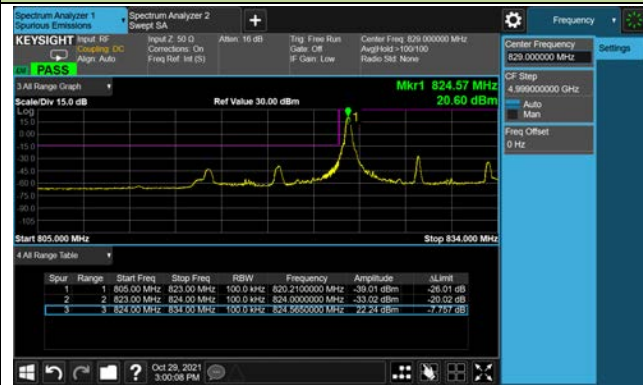 Spectrum Analyzer 1
Spurious Emissions
Spectrum Analyzer 2
Swept SA
Frequency
KEYSIGHT
Input: RF
Coupling: DC
Align: Auto
Input Z: 50 Ω
Corrections: On
Freq Ref: Int (S)
Atten: 16 dB
Trig: Free Run
Gate: Off
IF Gain: Low
Center Freq: 829.000000 MHz
Avg|Hold:>100/100
Radio Std: None
PASS
Center Frequency
829.000000 MHz
Settings
CF Step
4.999000000 GHz
Auto
Man
Freq Offset
0 Hz
3 All Range Graph
Mkr1 824.57 MHz
20.60 dBm
Scale/Div 15.0 dB
Ref Value 30.00 dBm
Log
15.0
0.00
-15.0
-30.0
-45.0
-60.0
-75.0
-90.0
-105
1
Start 805.000 MHz
Stop 834.000 MHz
4 All Range Table
Spur Range Start Freq Stop Freq RBW Frequency Amplitude ΔLimit
1 1 805.00 MHz 823.00 MHz 100.0 kHz 820.2100000 MHz -39.01 dBm -26.01 dB
2 2 823.00 MHz 824.00 MHz 100.0 kHz 824.0000000 MHz -33.02 dBm -20.02 dB
3 3 824.00 MHz 834.00 MHz 100.0 kHz 824.5650000 MHz 22.24 dBm -7.757 dB
Oct 29, 2021
3:00:08 PM